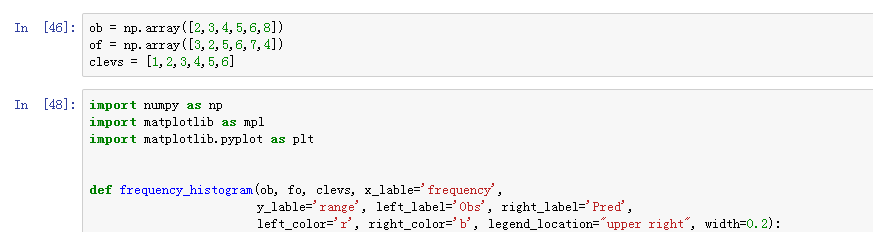 In [46]:
ob = np.array([2,3,4,5,6,8])
of = np.array([3,2,5,6,7,4])
clevs = [1,2,3,4,5,6]
In [48]:
import numpy as np
import matplotlib as mpl
import matplotlib.pyplot as plt
def frequency_histogram(ob, fo, clevs, x_lable='frequency',
y_lable='range', left_label='Obs', right_label='Pred',
left_color='r', right_color='b', legend_location="upper right", width=0.2):